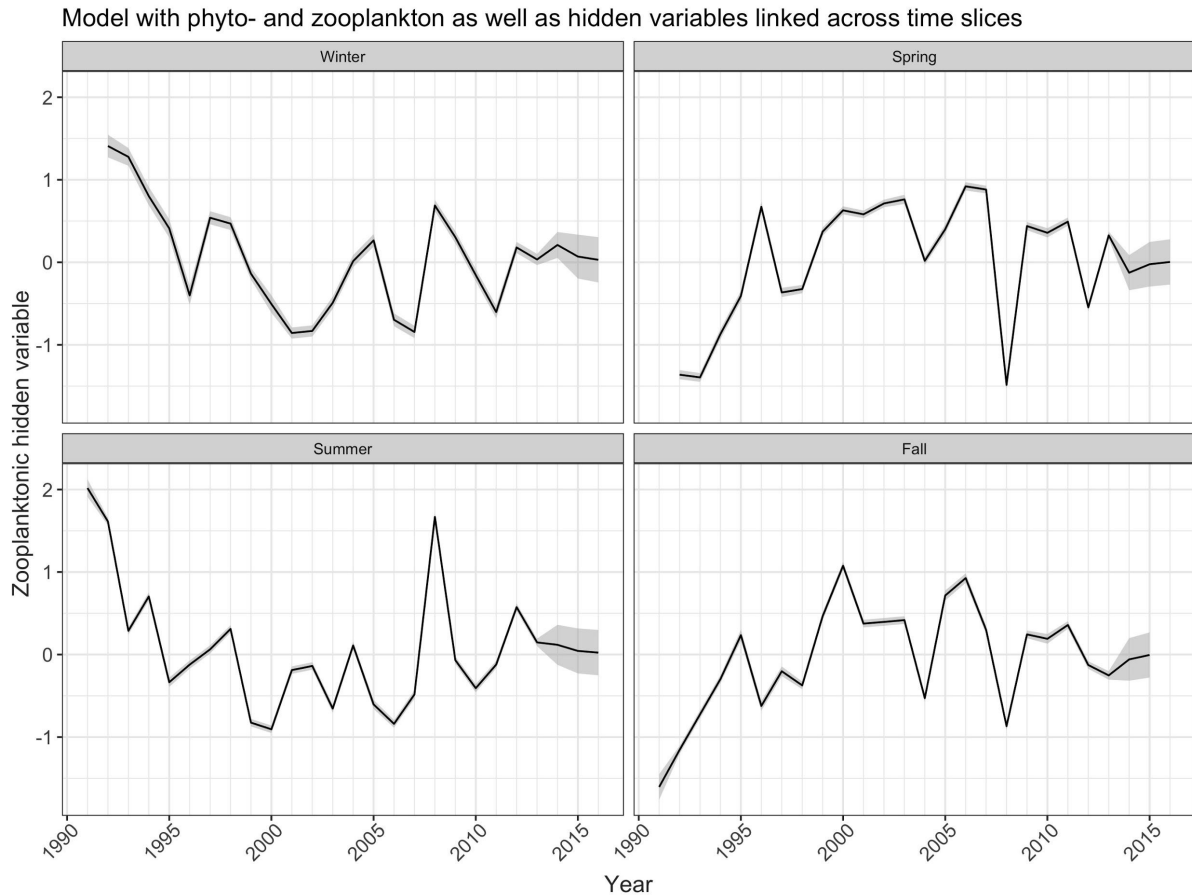 Model with phyto- and zooplankton as well as hidden variables linked across time slices
Winter
Spring
2
1
0
-1
Summer
Fall
2
1
0
-1
Zooplanktonic hidden variable
1990
1995
2000
2005
2010
2015
1990
1995
2000
2005
2010
2015
Year